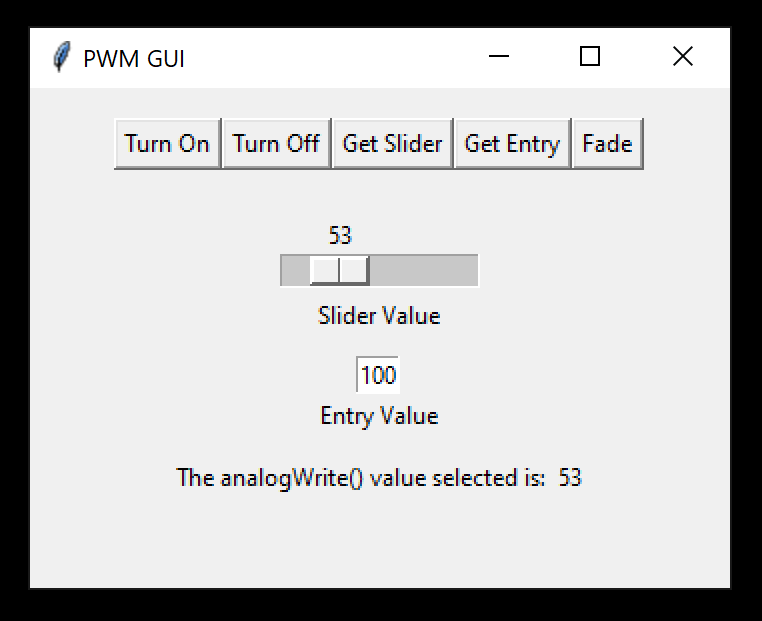 PWM GUI
Turn On Turn Off Get Slider Get Entry Fade
53
Slider Value
100
Entry Value
The analogWrite() value selected is: 53